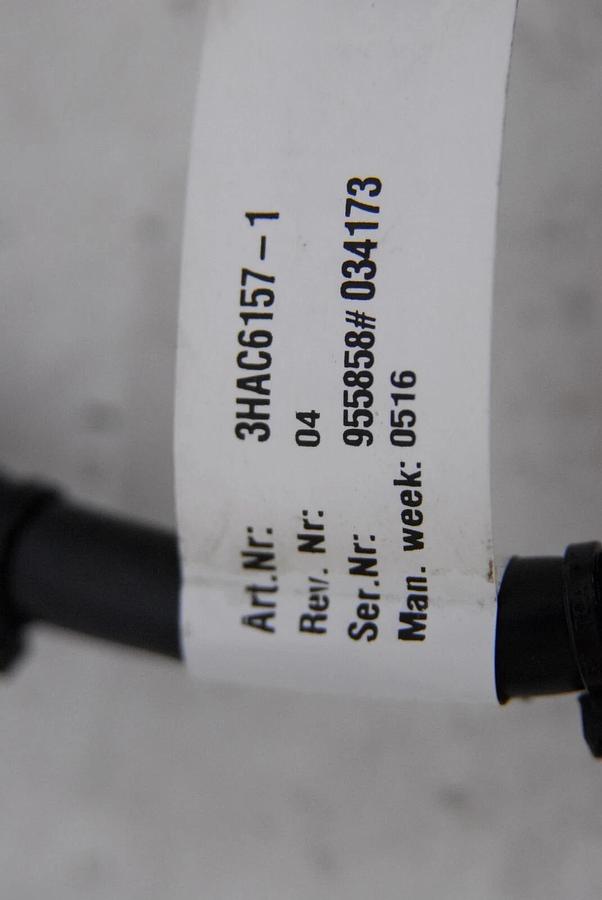 Art.Nr: 3HAC6157-1
Rev. Nr: 04
Ser.Nr: 955858# 034173
Man. week: 0516